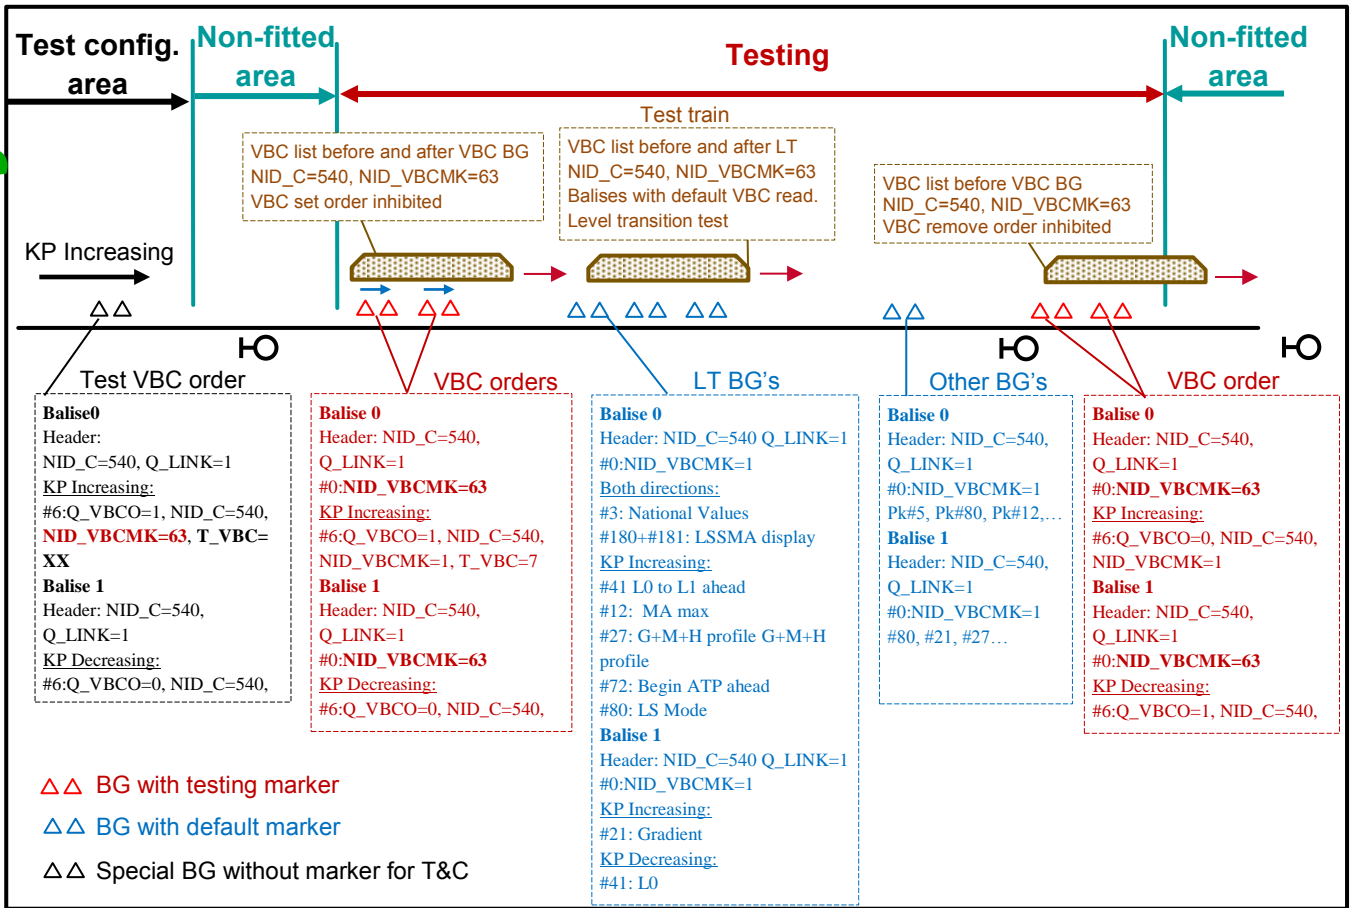 Test config.
area
Non-fitted
area
Testing
Non-fitted
area
Test train
VBC list before and after VBC BG
NID_C=540, NID_VBCMK=63
VBC set order inhibited
VBC list before and after LT
NID_C=540, NID_VBCMK=63
Balises with default VBC read.
Level transition test
VBC list before VBC BG
NID_C=540, NID_VBCMK=63
VBC remove order inhibited
KP Increasing
Test VBC order
Balise0
Header:
NID_C=540, Q_LINK=1
KP Increasing:
#6:Q_VBCO=1, NID_C=540,
NID_VBCMK=63, T_VBC=
XX
Balise 1
Header: NID_C=540,
Q_LINK=1
KP Decreasing:
#6:Q_VBCO=0, NID_C=540,
VBC orders
Balise 0
Header: NID_C=540,
Q_LINK=1
#0:NID_VBCMK=63
KP Increasing:
#6:Q_VBCO=1, NID_C=540,
NID_VBCMK=1, T_VBC=7
Balise 1
Header: NID_C=540,
Q_LINK=1
#0:NID_VBCMK=63
KP Decreasing:
#6:Q_VBCO=0, NID_C=540,
LT BG's
Balise 0
Header: NID_C=540 Q_LINK=1
#0:NID_VBCMK=1
Both directions:
#3: National Values
#180+#181: LSSMA display
KP Increasing:
#41 L0 to L1 ahead
#12: MA max
#27: G+M+H profile G+M+H
profile
#72: Begin ATP ahead
#80: LS Mode
Balise 1
Header: NID_C=540 Q_LINK=1
#0:NID_VBCMK=1
KP Increasing:
#21: Gradient
KP Decreasing:
#41: L0
Other BG's
Balise 0
Header: NID_C=540,
Q_LINK=1
#0:NID_VBCMK=1
Pk#5, Pk#80, Pk#12,…
Balise 1
Header: NID_C=540,
Q_LINK=1
#0:NID_VBCMK=1
#80, #21, #27…
VBC order
Balise 0
Header: NID_C=540,
Q_LINK=1
#0:NID_VBCMK=63
KP Increasing:
#6:Q_VBCO=0, NID_C=540,
NID_VBCMK=1
Balise 1
Header: NID_C=540,
Q_LINK=1
#0:NID_VBCMK=63
KP Decreasing:
#6:Q_VBCO=1, NID_C=540,
BG with testing marker
BG with default marker
Special BG without marker for T&C